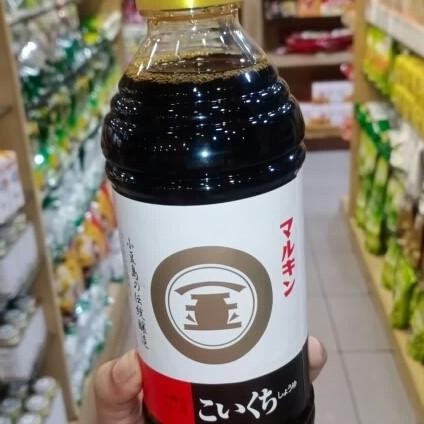 マルキン
小豆島の伝統醸造
こいくちしょうゆ